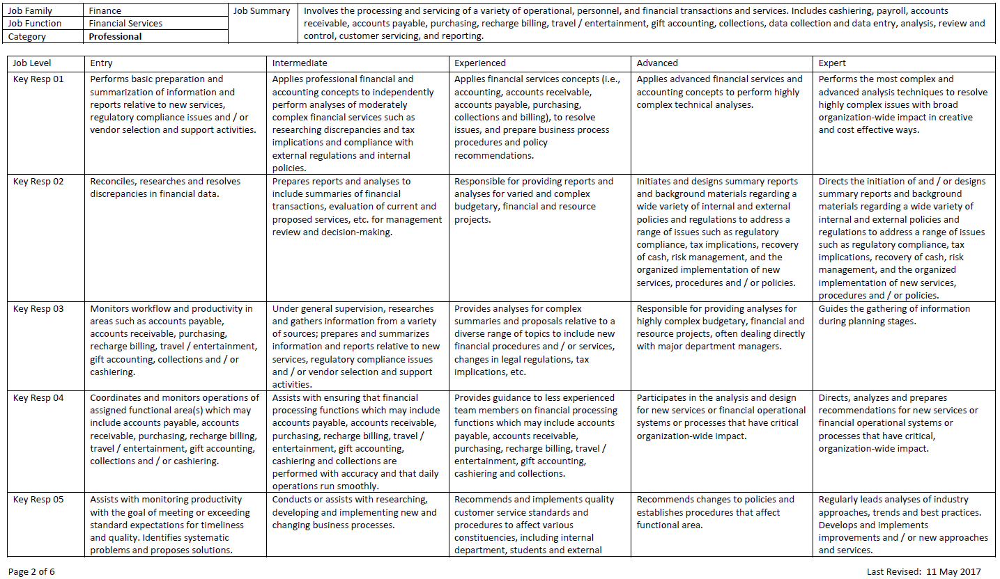 Job Family
Finance
Job Summary
Involves the processing and servicing of a variety of operational, personnel, and financial transactions and services. Includes cashiering, payroll, accounts
Job Function
Financial Services
receivable, accounts payable, purchasing, recharge billing, travel / entertainment, gift accounting, collections, data collection and data entry, analysis, review and
Category
Professional
control, customer servicing, and reporting.
Job Level
Entry
Intermediate
Experienced
Advanced
Expert
Key Resp 01
Performs basic preparation and
summarization of information and
reports relative to new services,
regulatory compliance issues and / or
vendor selection and support activities.
Applies professional financial and
accounting concepts to independently
perform analyses of moderately
complex financial services such as
researching discrepancies and tax
implications and compliance with
external regulations and internal
policies.
Applies financial services concepts (i.e.,
accounting, accounts receivable,
accounts payable, purchasing,
collections and billing), to resolve
issues, and prepare business process
procedures and policy
recommendations.
Applies advanced financial services and
accounting concepts to perform highly
complex technical analyses.
Performs the most complex and
advanced analysis techniques to resolve
highly complex issues with broad
organization-wide impact in creative
and cost effective ways.
Key Resp 02
Reconciles, researches and resolves
discrepancies in financial data.
Prepares reports and analyses to
include summaries of financial
transactions, evaluation of current and
proposed services, etc. for management
review and decision-making.
Responsible for providing reports and
analyses for varied and complex
budgetary, financial and resource
projects.
Initiates and designs summary reports
and background materials regarding a
wide variety of internal and external
policies and regulations to address a
range of issues such as regulatory
compliance, tax implications, recovery
of cash, risk management, and the
organized implementation of new
services, procedures and / or policies.
Directs the initiation of and / or designs
summary reports and background
materials regarding a wide variety of
internal and external policies and
regulations to address a range of issues
such as regulatory compliance, tax
implications, recovery of cash, risk
management, and the organized
implementation of new services,
procedures and / or policies.
Key Resp 03
Monitors workflow and productivity in
areas such as accounts payable,
accounts receivable, purchasing,
recharge billing, travel / entertainment,
gift accounting, collections and / or
cashiering.
Under general supervision, researches
and gathers information from a variety
of sources; prepares and summarizes
information and reports relative to new
services, regulatory compliance issues
and / or vendor selection and support
activities.
Provides analyses for complex
summaries and proposals relative to a
diverse range of topics to include new
financial procedures and / or services,
changes in legal regulations, tax
implications, etc.
Responsible for providing analyses for
highly complex budgetary, financial and
resource projects, often dealing directly
with major department managers.
Guides the gathering of information
during planning stages.
Key Resp 04
Coordinates and monitors operations of
assigned functional area(s) which may
include accounts payable, accounts
receivable, purchasing, recharge billing,
travel / entertainment, gift accounting,
collections and / or cashiering.
Assists with ensuring that financial
processing functions which may include
accounts payable, accounts receivable,
purchasing, recharge billing, travel /
entertainment, gift accounting,
cashiering and collections are
performed with accuracy and that daily
operations run smoothly.
Provides guidance to less experienced
team members on financial processing
functions which may include accounts
payable, accounts receivable,
purchasing, recharge billing, travel /
entertainment, gift accounting,
cashiering and collections.
Participates in the analysis and design
for new services or financial operational
systems or processes that have critical
organization-wide impact.
Directs, analyzes and prepares
recommendations for new services or
financial operational systems or
processes that have critical,
organization-wide impact.
Key Resp 05
Assists with monitoring productivity
with the goal of meeting or exceeding
standard expectations for timeliness
and quality. Identifies systematic
problems and proposes solutions.
Conducts or assists with researching,
developing and implementing new and
changing business processes.
Recommends and implements quality
customer service standards and
procedures to affect various
constituencies, including internal
department, students and external
Recommends changes to policies and
establishes procedures that affect
functional area.
Regularly leads analyses of industry
approaches, trends and best practices.
Develops and implements
improvements and / or new approaches
and services.
Page 2 of 6
Last Revised: 11 May 2017